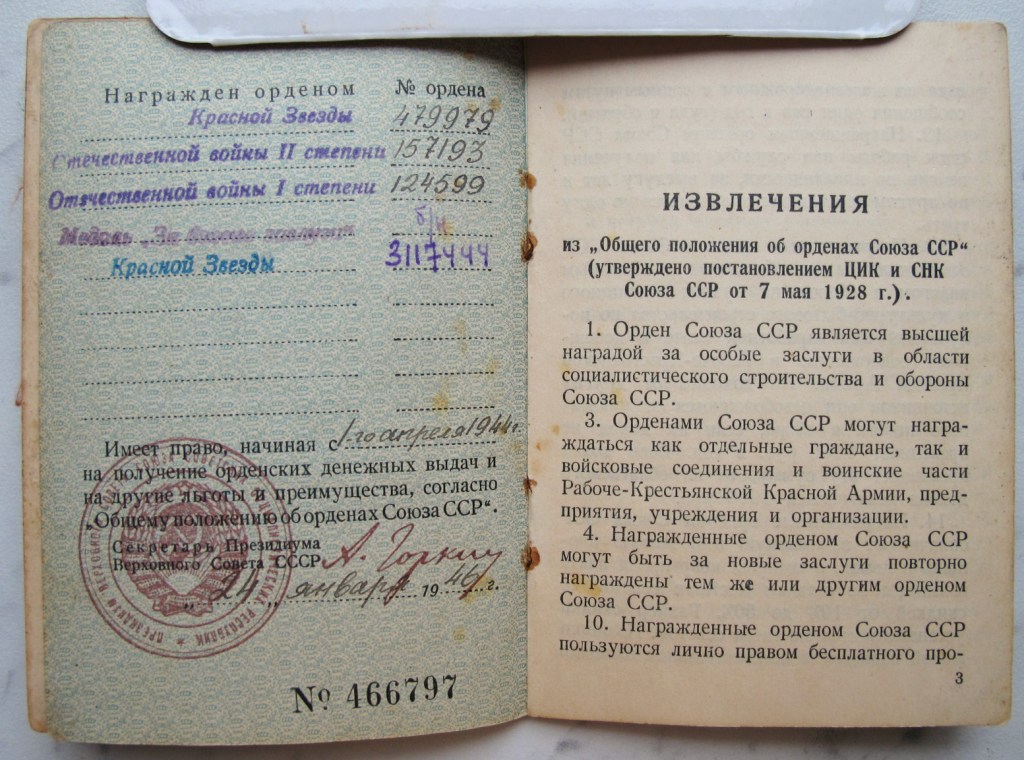 Награжден орденом № ордена
Красной Звезды 479979
Отечественной войны II степени 157193
Отечественной войны I степени 124599
Медаль „За боевые заслуги“ б/н
Красной Звезды 3117444
Имеет право, начиная с 1-го апреля 1944 г.
на получение орденских денежных выдач и
на другие льготы и преимущества, согласно
„Общему положению об орденах Союза ССР“.
Секретарь Президиума
Верховного Совета СССР А. Горкин
„24„ января 1946 г.
№ 466797
ИЗВЛЕЧЕНИЯ
из „Общего положения об орденах Союза ССР“
(утверждено постановлением ЦИК и СНК
Союза ССР от 7 мая 1928 г.).
1. Орден Союза ССР является высшей
наградой за особые заслуги в области
социалистического строительства и обороны
Союза ССР.
3. Орденами Союза ССР могут награ-
ждаться как отдельные граждане, так и
войсковые соединения и воинские части
Рабоче-Крестьянской Красной Армии, пред-
приятия, учреждения и организации.
4. Награжденные орденом Союза ССР
могут быть за новые заслуги повторно
награждены тем же или другим орденом
Союза ССР.
10. Награжденные орденом Союза ССР
пользуются лично правом бесплатного про-
3